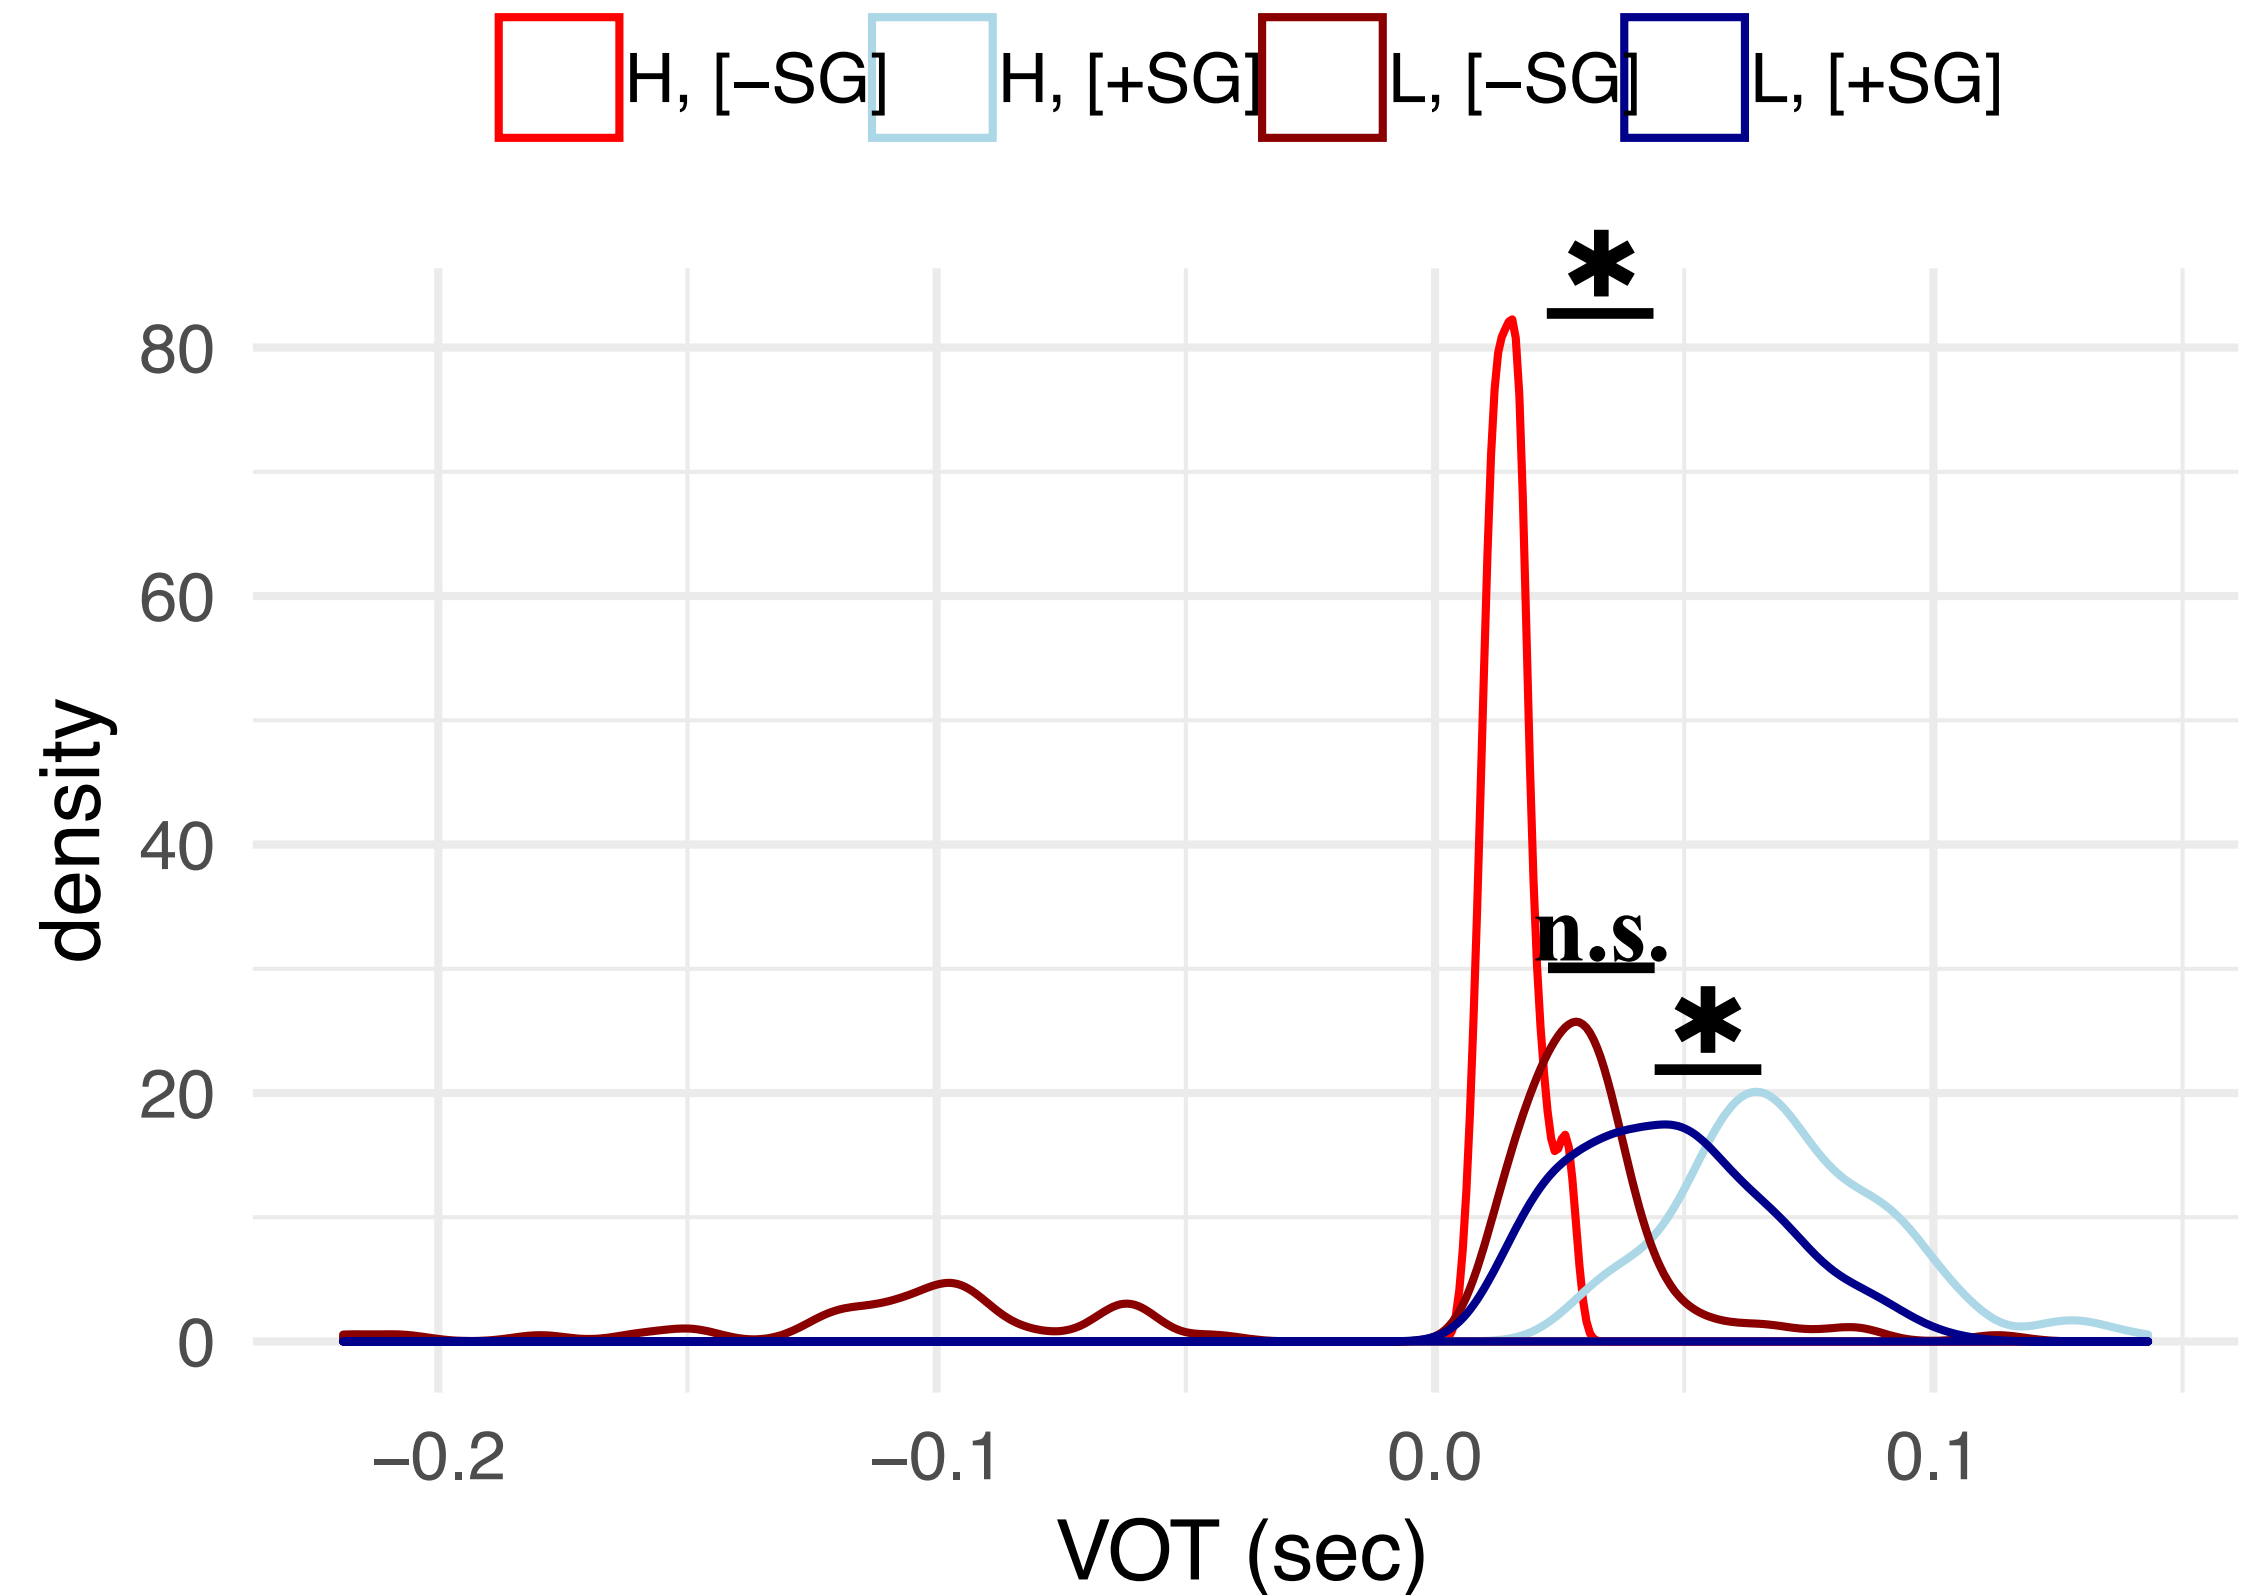 H, [−SG] H, [+SG] L, [−SG] L, [+SG]
*
80
60
40
n.s.
*
20
0
density
−0.2 −0.1 0.0 0.1
VOT (sec)